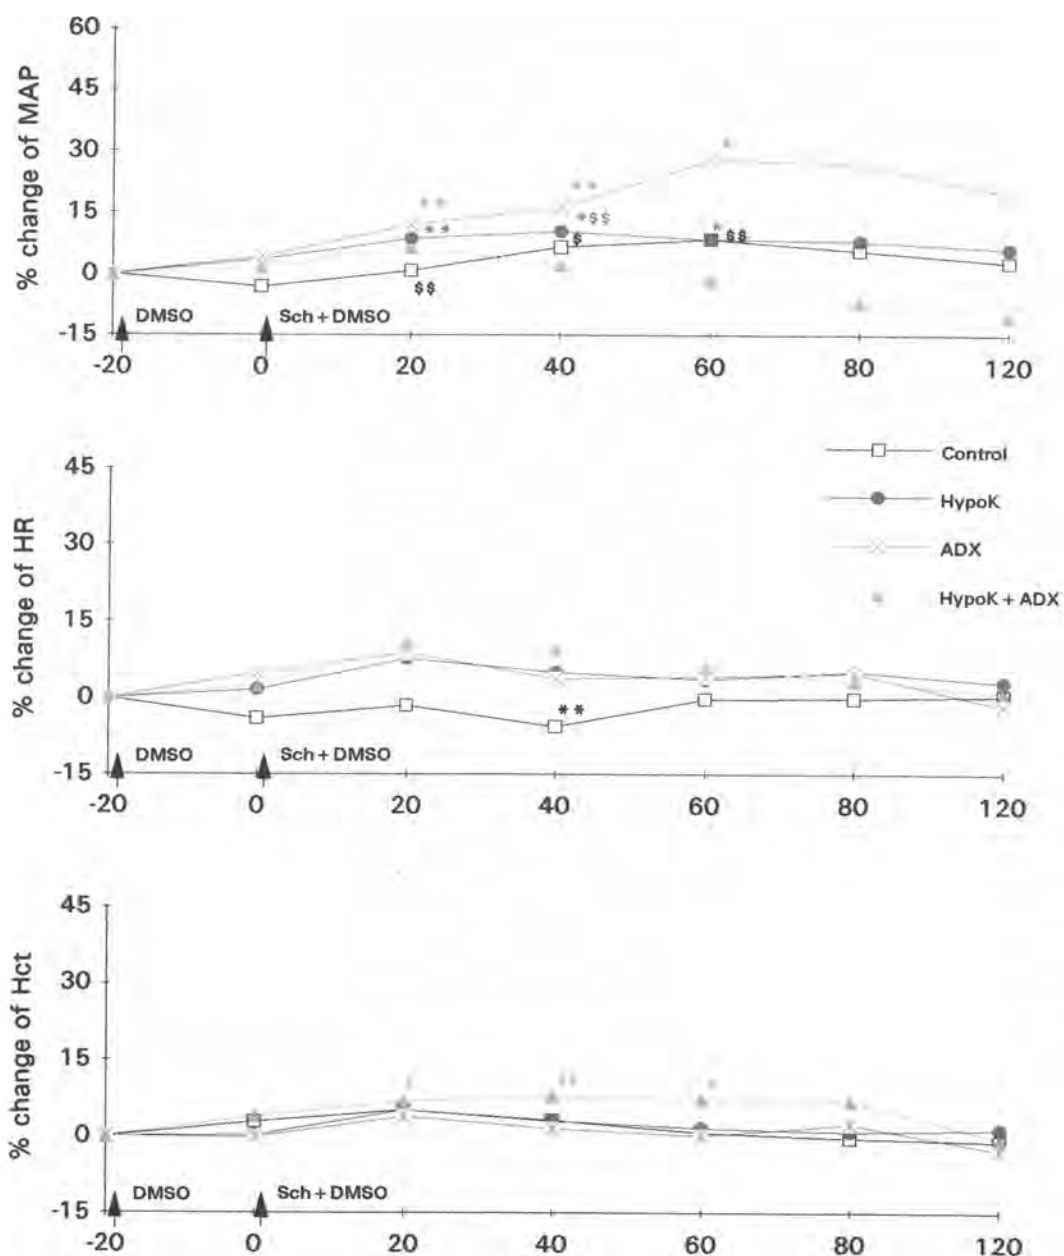 60
45
30
15
0
-15
% change of MAP
**
**
**
*$$
$
*
*$$
$$
DMSO
Sch + DMSO
-20 0 20 40 60 80 120
Control
HypoK
ADX
HypoK + ADX
45
30
15
0
-15
% change of HR
**
DMSO
Sch + DMSO
-20 0 20 40 60 80 120
45
30
15
0
-15
% change of Hct
DMSO
Sch + DMSO
-20 0 20 40 60 80 120